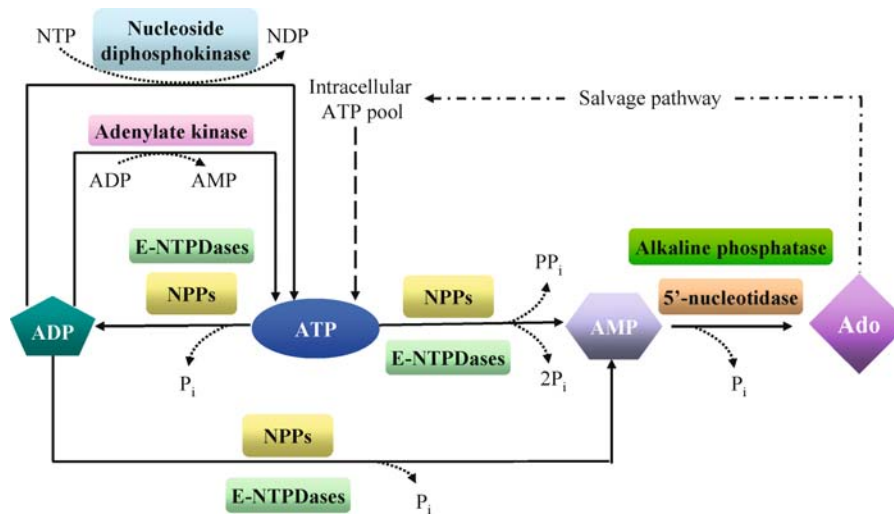 NTP
Nucleoside
diphosphokinase
NDP
Intracellular
ATP pool
Salvage pathway
Adenylate kinase
ADP
AMP
E-NTPDases
NPPs
Alkaline phosphatase
PPi
NPPs
5’-nucleotidase
ADP
ATP
AMP
Ado
E-NTPDases
Pi
2Pi
Pi
NPPs
E-NTPDases
Pi